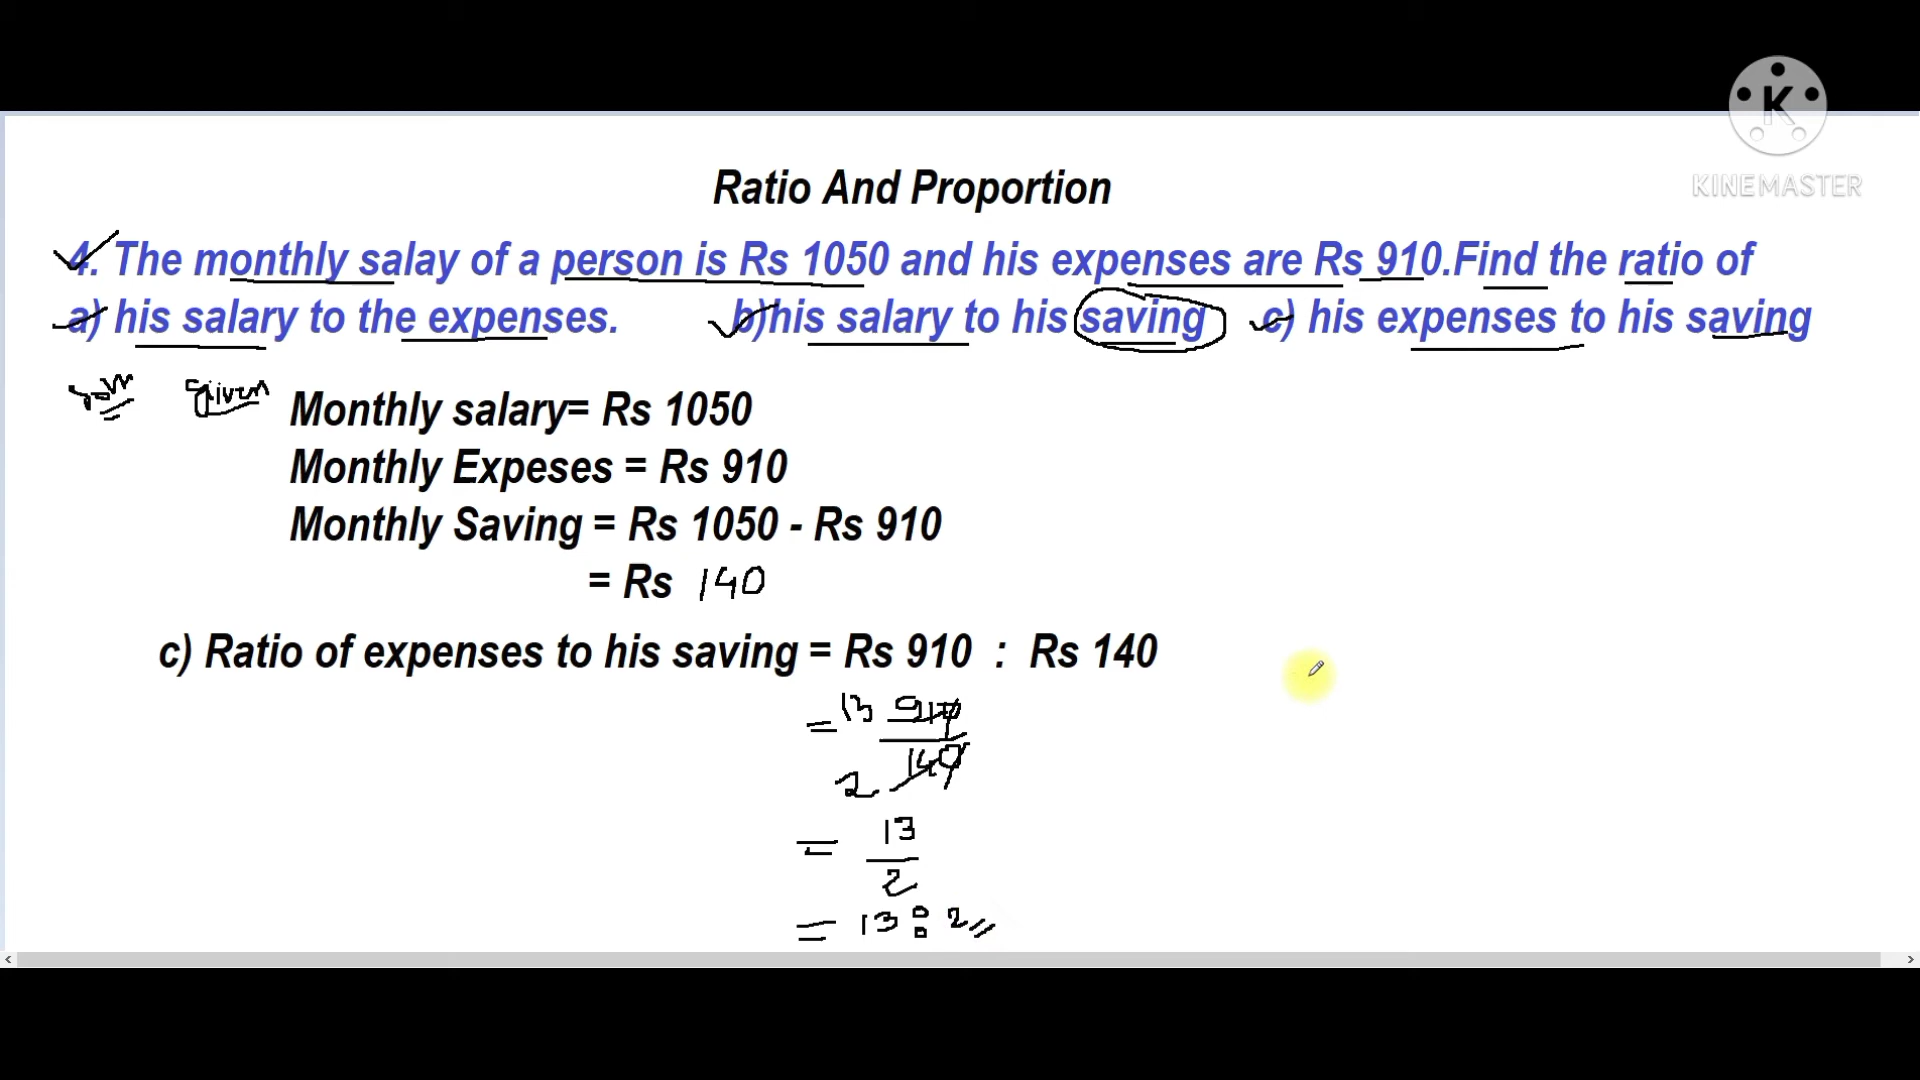 K
KINEMASTER
Ratio And Proportion
4. The monthly salay of a person is Rs 1050 and his expenses are Rs 910.Find the ratio of
a) his salary to the expenses. b)his salary to his saving c) his expenses to his saving
Given Monthly salary= Rs 1050
Monthly Expeses = Rs 910
Monthly Saving = Rs 1050 - Rs 910
= Rs 140
c) Ratio of expenses to his saving = Rs 910 : Rs 140
= 13 910
2 140
= 13
2
= 13 : 2